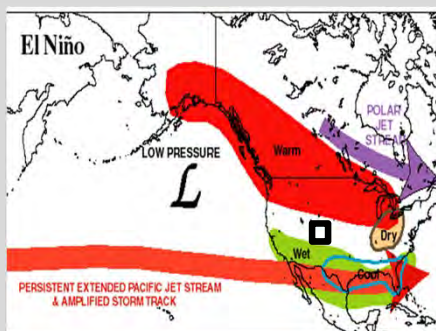 El Niño
POLAR
JET
STREAM
Warm
LOW PRESSURE
L
Dry
Wet
Cool
PERSISTENT EXTENDED PACIFIC JET STREAM
& AMPLIFIED STORM TRACK